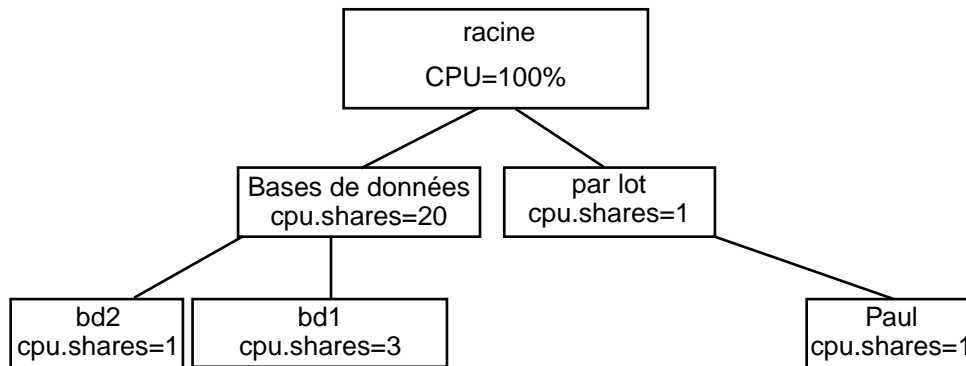 racine
CPU=100%
Bases de données
cpu.shares=20
par lot
cpu.shares=1
bd2
cpu.shares=1
bd1
cpu.shares=3
Paul
cpu.shares=1